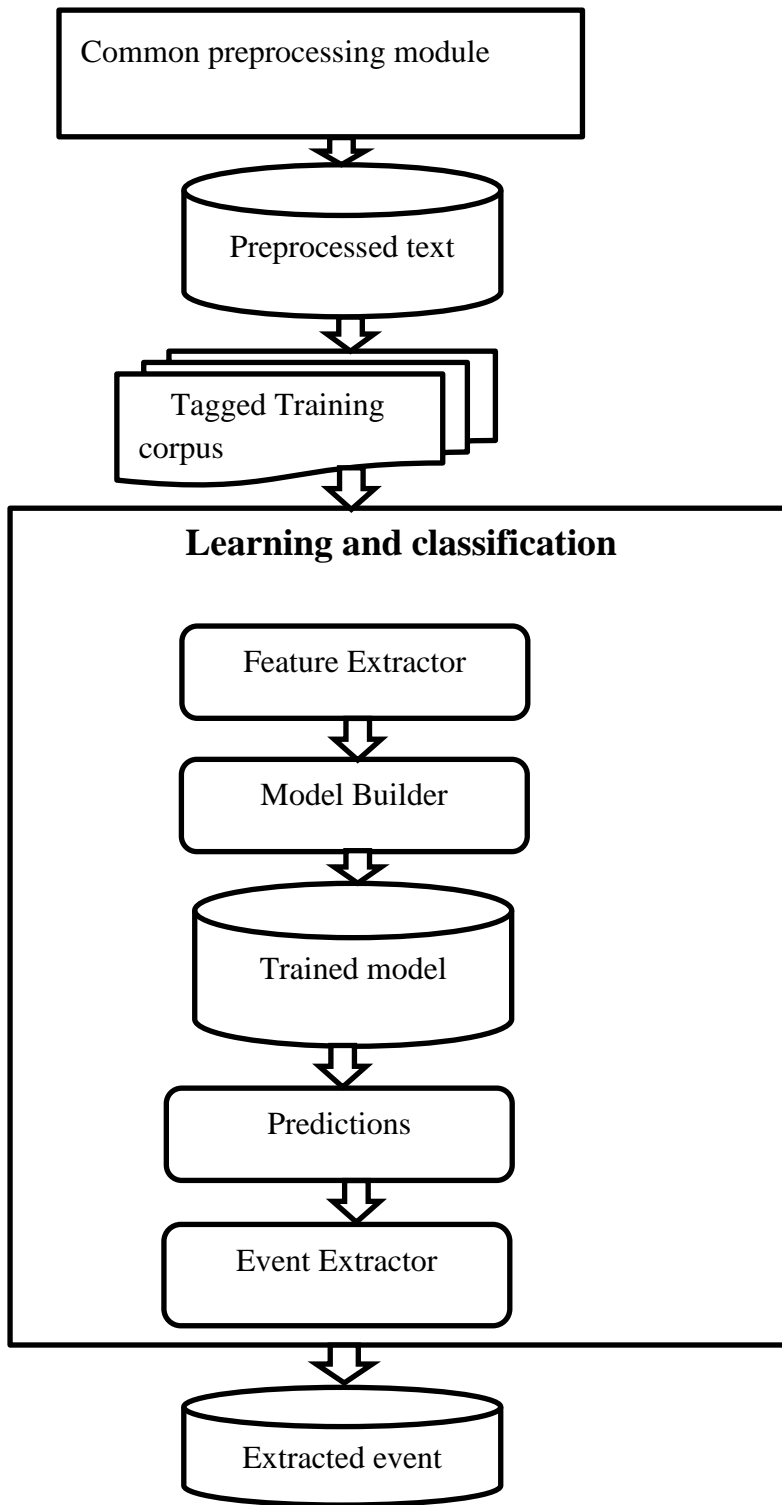 Common preprocessing module
Preprocessed text
Tagged Training
corpus
Learning and classification
Feature Extractor
Model Builder
Trained model
Predictions
Event Extractor
Extracted event